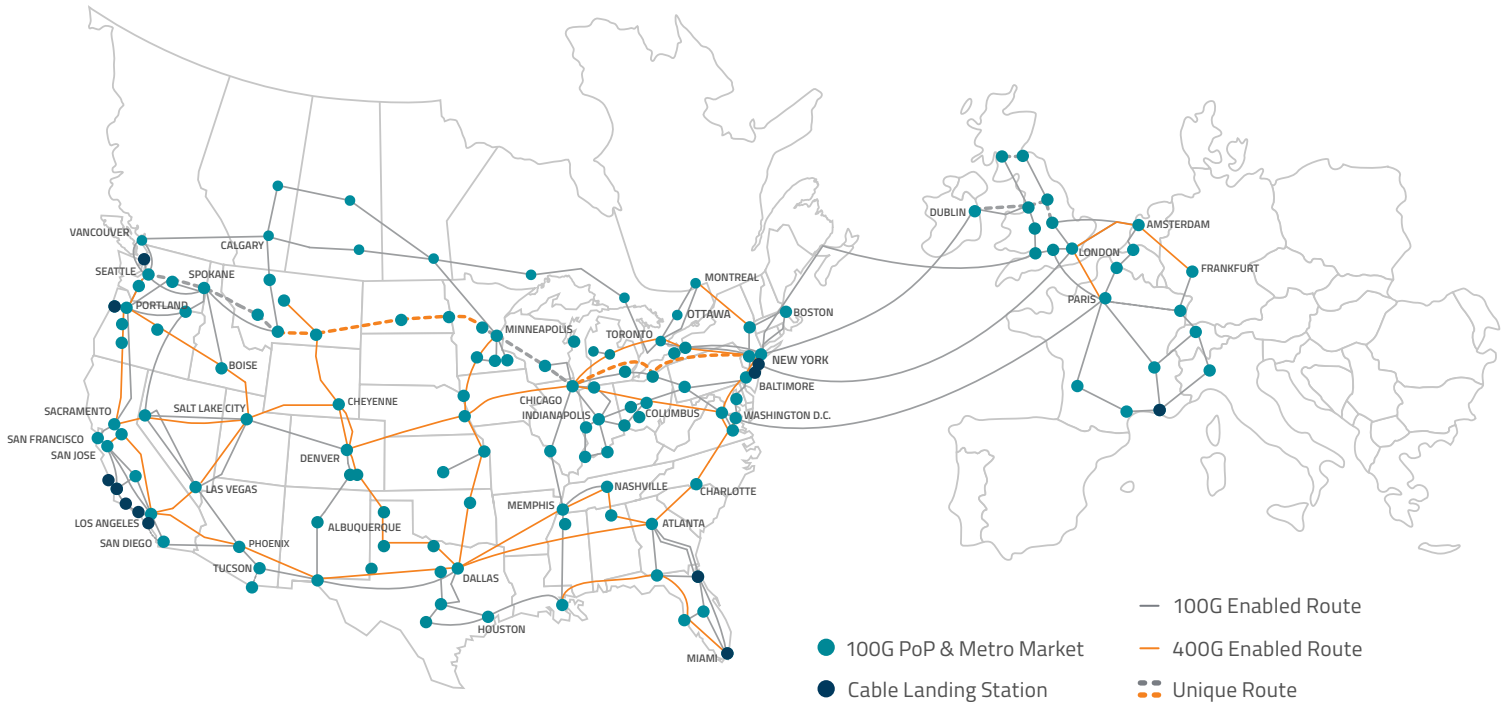 VANCOUVER
CALGARY
SEATTLE
SPOKANE
PORTLAND
BOISE
SACRAMENTO
SALT LAKE CITY
CHEYENNE
SAN FRANCISCO
SAN JOSE
DENVER
LAS VEGAS
LOS ANGELES
ALBUQUERQUE
SAN DIEGO
PHOENIX
TUCSON
MINNEAPOLIS
MONTREAL
OTTAWA
TORONTO
BOSTON
NEW YORK
CHICAGO
BALTIMORE
INDIANAPOLIS
COLUMBUS
WASHINGTON D.C.
NASHVILLE
CHARLOTTE
MEMPHIS
ATLANTA
DALLAS
HOUSTON
MIAMI
DUBLIN
AMSTERDAM
LONDON
FRANKFURT
PARIS
100G PoP & Metro Market
Cable Landing Station
100G Enabled Route
400G Enabled Route
Unique Route